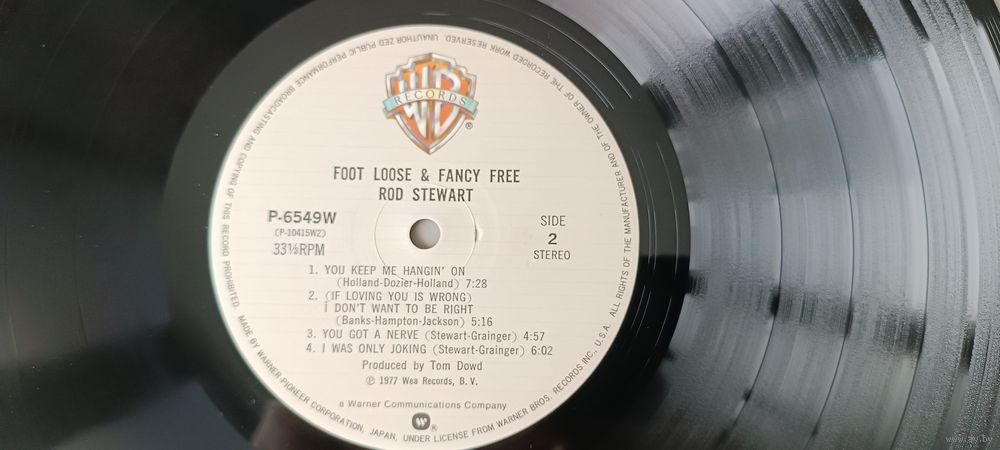 WB
RECORDS
®
FOOT LOOSE & FANCY FREE
ROD STEWART
P-6549W
(P-10415W2)
33⅓RPM
SIDE
2
STEREO
1. YOU KEEP ME HANGIN' ON
(Holland-Dozier-Holland) 7:28
2. (IF LOVING YOU IS WRONG)
I DON'T WANT TO BE RIGHT
(Banks-Hampton-Jackson) 5:16
3. YOU GOT A NERVE (Stewart-Grainger) 4:57
4. I WAS ONLY JOKING (Stewart-Grainger) 6:02
Produced by Tom Dowd
Ⓟ 1977 Wea Records, B. V.
a Warner Communications Company
®
MADE BY WARNER-PIONEER CORPORATION, JAPAN, UNDER LICENSE FROM WARNER BROS. RECORDS INC., U.S.A. ALL RIGHTS OF THE MANUFACTURER AND OF THE OWNER OF THE RECORDED WORK RESERVED. UNAUTHORIZED PUBLIC PERFORMANCE BROADCASTING AND COPYING OF THIS RECORD PROHIBITED.
www.ay.by